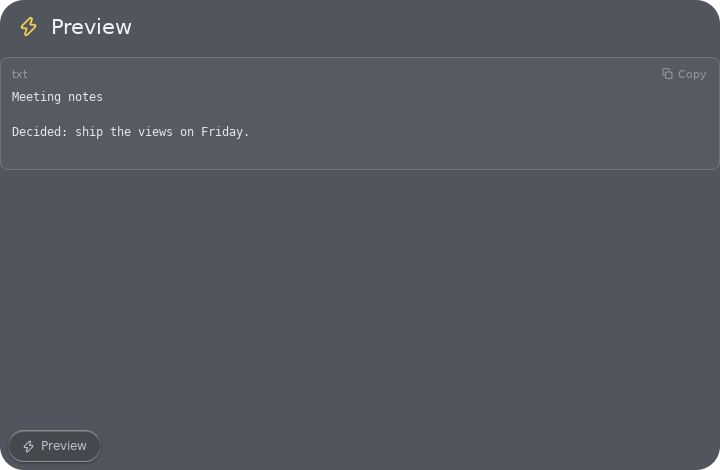 Preview
txt
Copy
Meeting notes
Decided: ship the views on Friday.
Preview